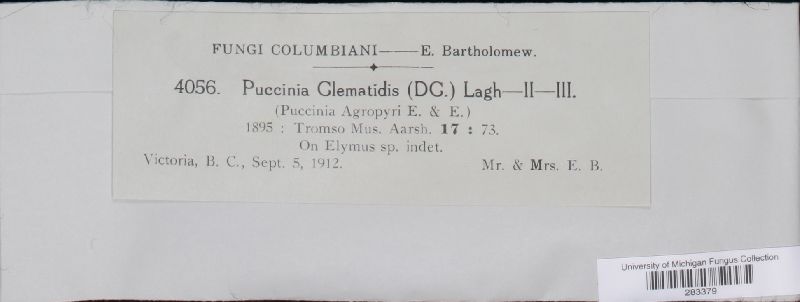 FUNGI COLUMBIANI——E. Bartholomew.
4056. Puccinia Clematidis (DC.) Lagh—II—III.
(Puccinia Agropyri E. & E.)
1895 : Tromso Mus. Aarsh. 17 : 73.
On Elymus sp. indet.
Victoria, B. C., Sept. 5, 1912. Mr. & Mrs. E. B.
University of Michigan Fungus Collection
283379